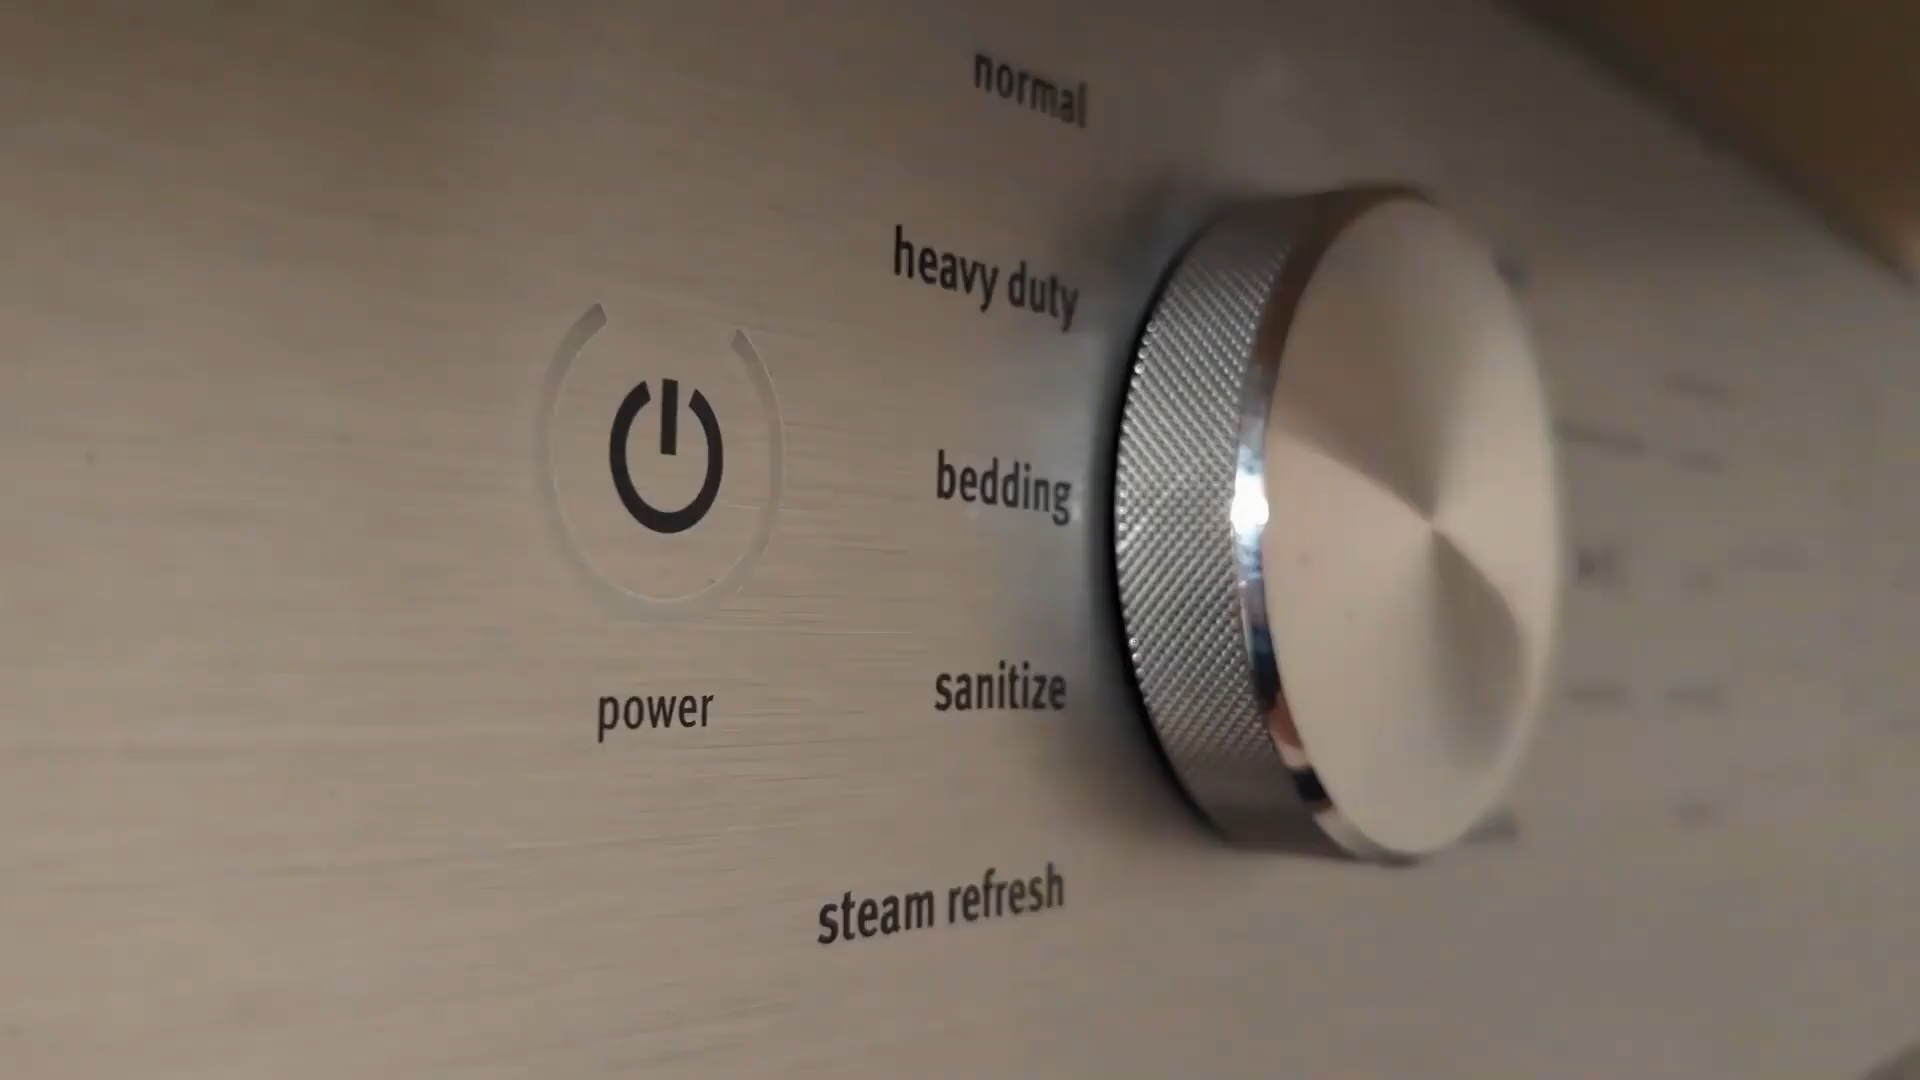 normal
heavy duty
bedding
sanitize
steam refresh
power